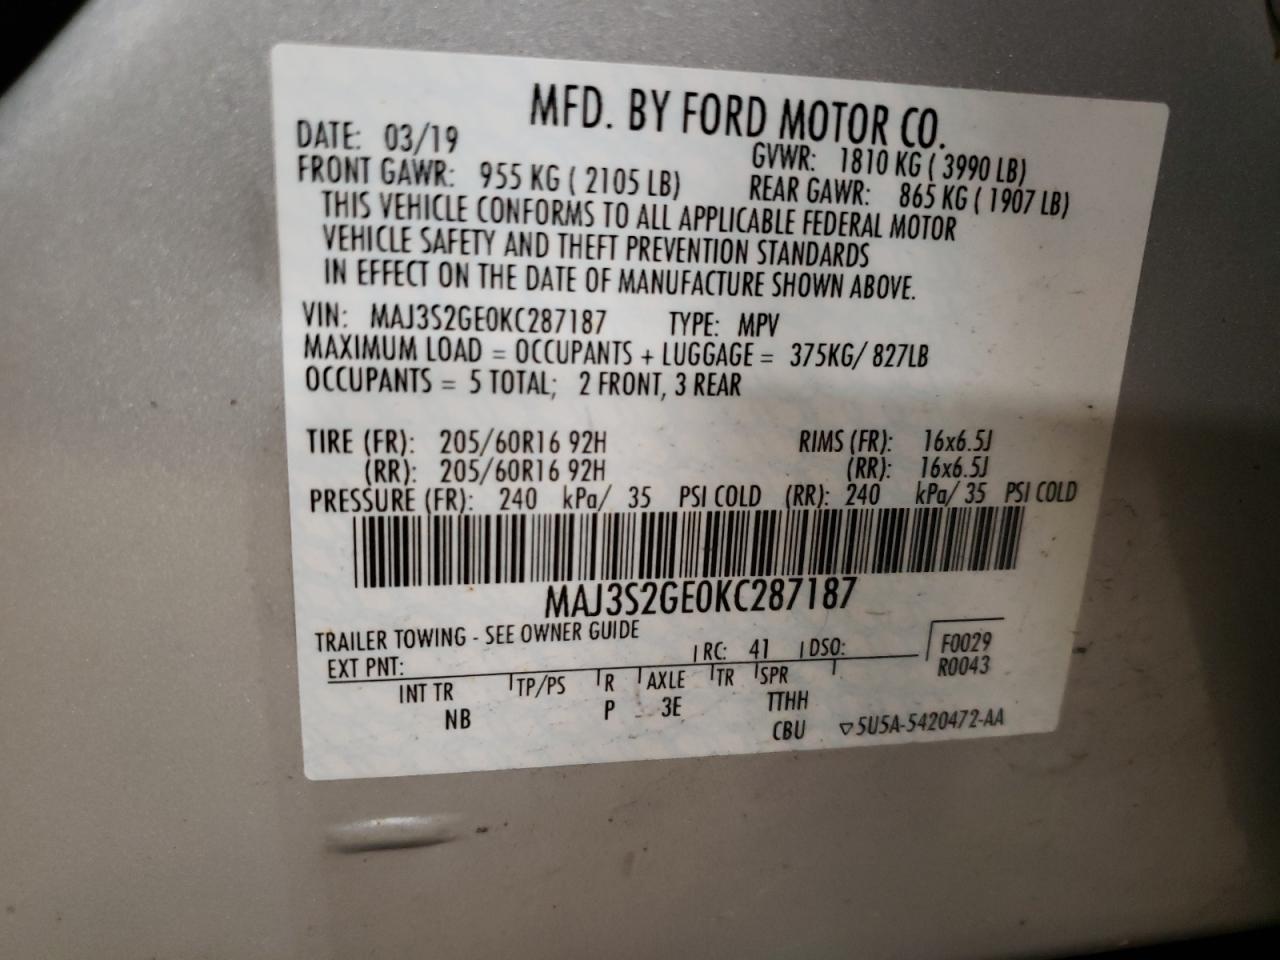 MFD. BY FORD MOTOR CO.
DATE: 03/19 GVWR: 1810 KG ( 3990 LB)
FRONT GAWR: 955 KG ( 2105 LB) REAR GAWR: 865 KG ( 1907 LB)
THIS VEHICLE CONFORMS TO ALL APPLICABLE FEDERAL MOTOR
VEHICLE SAFETY AND THEFT PREVENTION STANDARDS
IN EFFECT ON THE DATE OF MANUFACTURE SHOWN ABOVE.
VIN: MAJ3S2GE0KC287187 TYPE: MPV
MAXIMUM LOAD = OCCUPANTS + LUGGAGE = 375KG/ 827LB
OCCUPANTS = 5 TOTAL; 2 FRONT, 3 REAR
TIRE (FR): 205/60R16 92H RIMS (FR): 16x6.5J
(RR): 205/60R16 92H (RR): 16x6.5J
PRESSURE (FR): 240 kPa/ 35 PSI COLD (RR): 240 kPa/ 35 PSI COLD
MAJ3S2GE0KC287187
TRAILER TOWING - SEE OWNER GUIDE
EXT PNT: RC: 41 DSO: F0029
R0043
INT TR TP/PS R AXLE TR SPR
NB P 3E TTHH
CBU ▽5U5A-5420472-AA